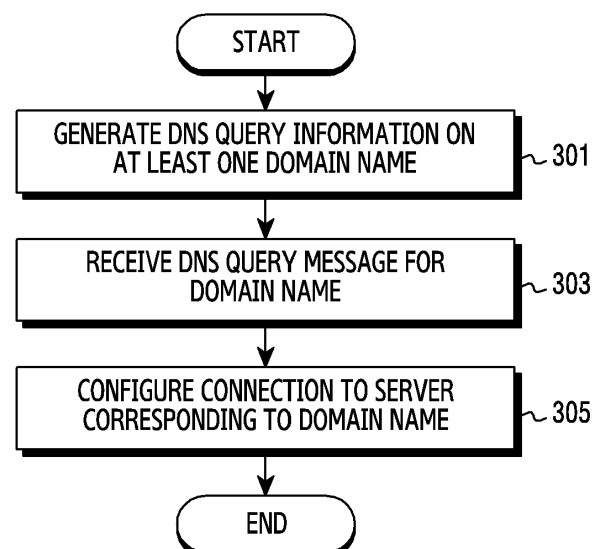 START
GENERATE DNS QUERY INFORMATION ON
AT LEAST ONE DOMAIN NAME
301
RECEIVE DNS QUERY MESSAGE FOR
DOMAIN NAME
303
CONFIGURE CONNECTION TO SERVER
CORRESPONDING TO DOMAIN NAME
305
END